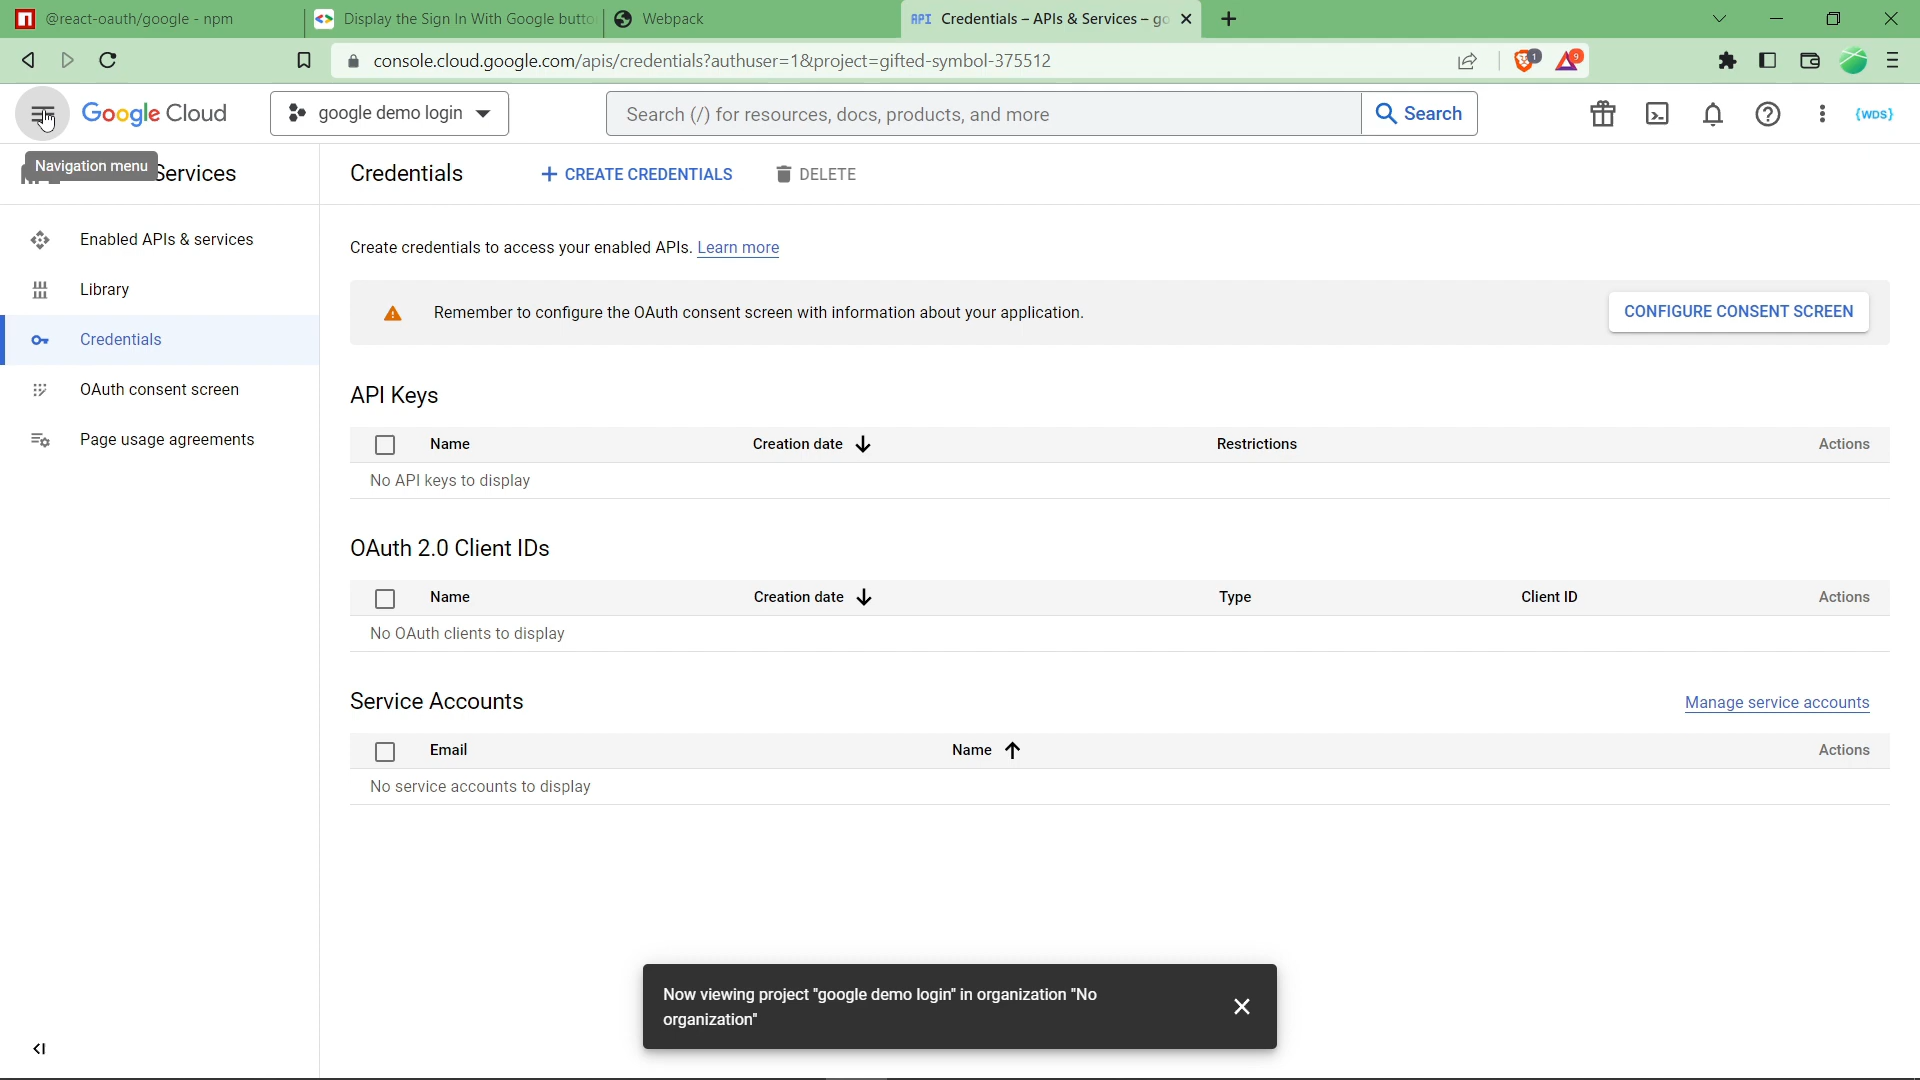 @react-oauth/google - npm
Display the Sign In With Google butto
Webpack
API Credentials – APIs & Services – go
console.cloud.google.com/apis/credentials?authuser=1&project=gifted-symbol-375512
1
9
Google Cloud
google demo login
Search (/) for resources, docs, products, and more
Search
{WDS}
Navigation menu
Services
Credentials
CREATE CREDENTIALS
DELETE
Enabled APIs & services
Library
Credentials
OAuth consent screen
Page usage agreements
Create credentials to access your enabled APIs. Learn more
Remember to configure the OAuth consent screen with information about your application.
CONFIGURE CONSENT SCREEN
API Keys
Name Creation date Restrictions Actions
No API keys to display
OAuth 2.0 Client IDs
Name Creation date Type Client ID Actions
No OAuth clients to display
Service Accounts
Manage service accounts
Email Name Actions
No service accounts to display
Now viewing project "google demo login" in organization "No
organization"